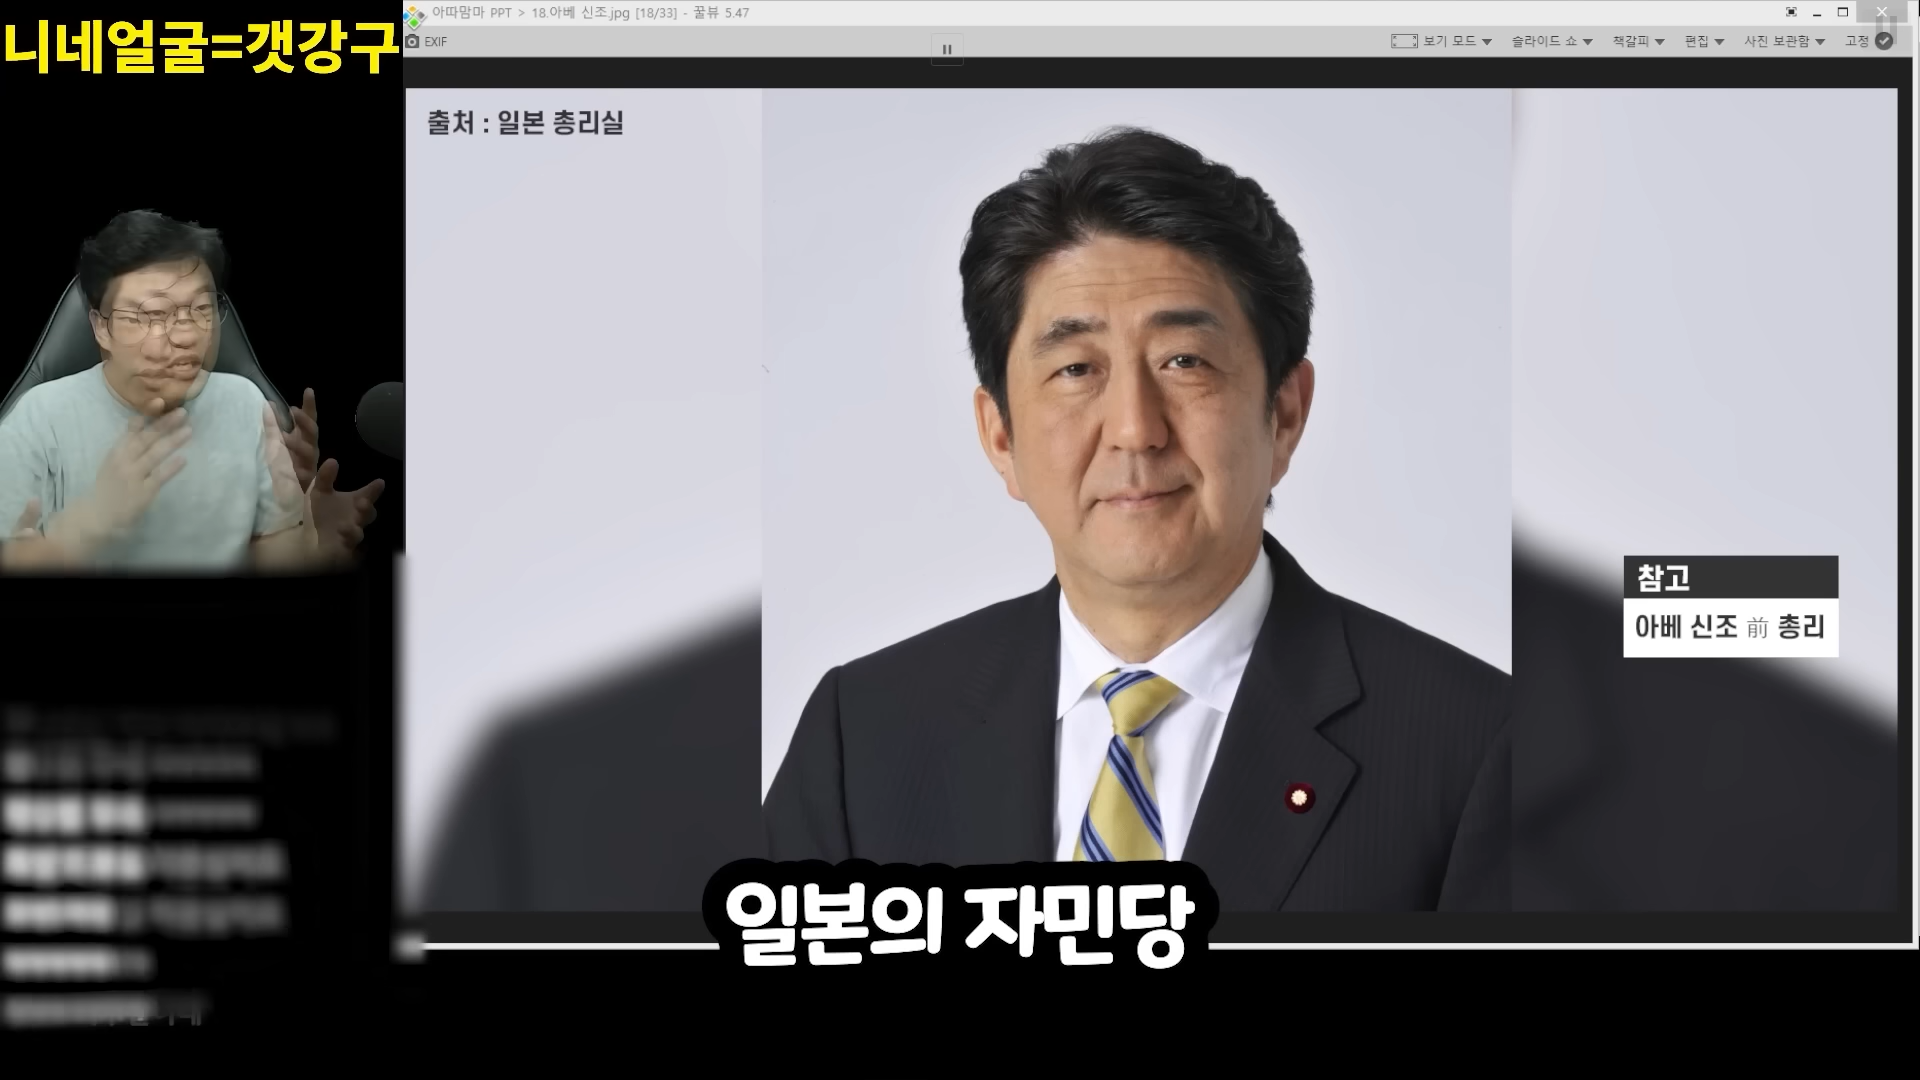 니네얼굴=갯강구
아따맘마 PPT > 18.아베 신조.jpg [18/33] - 꿀뷰 5.47
EXIF
보기 모드 슬라이드 쇼 책갈피 편집 사진 보관함 고정
출처 : 일본 총리실
참고
아베 신조 前 총리
일본의 자민당